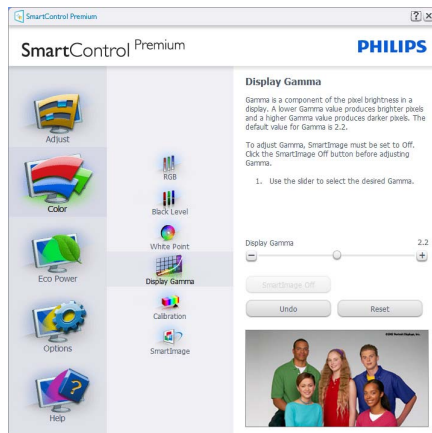 SmartControl Premium
SmartControl Premium
PHILIPS
Adjust
Color
Eco Power
Options
Help
RGB
Black Level
White Point
Display Gamma
Calibration
SmartImage
Display Gamma
Gamma is a component of the pixel brightness in a
display. A lower Gamma value produces brighter pixels
and a higher Gamma value produces darker pixels. The
default value for Gamma is 2.2.
To adjust Gamma, SmartImage must be set to Off.
Click the SmartImage Off button before adjusting
Gamma.
1. Use the slider to select the desired Gamma.
Display Gamma 2.2
SmartImage Off
Undo Reset